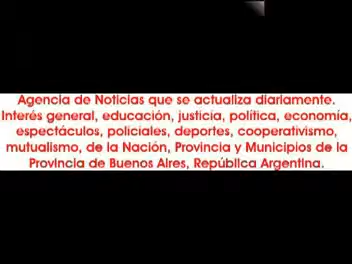 Agencia de Noticias que se actualiza diariamente.
Interés general, educación, justicia, política, economía,
espectáculos, policiales, deportes, cooperativismo,
mutualismo, de la Nación, Provincia y Municipios de la
Provincia de Buenos Aires, República Argentina.